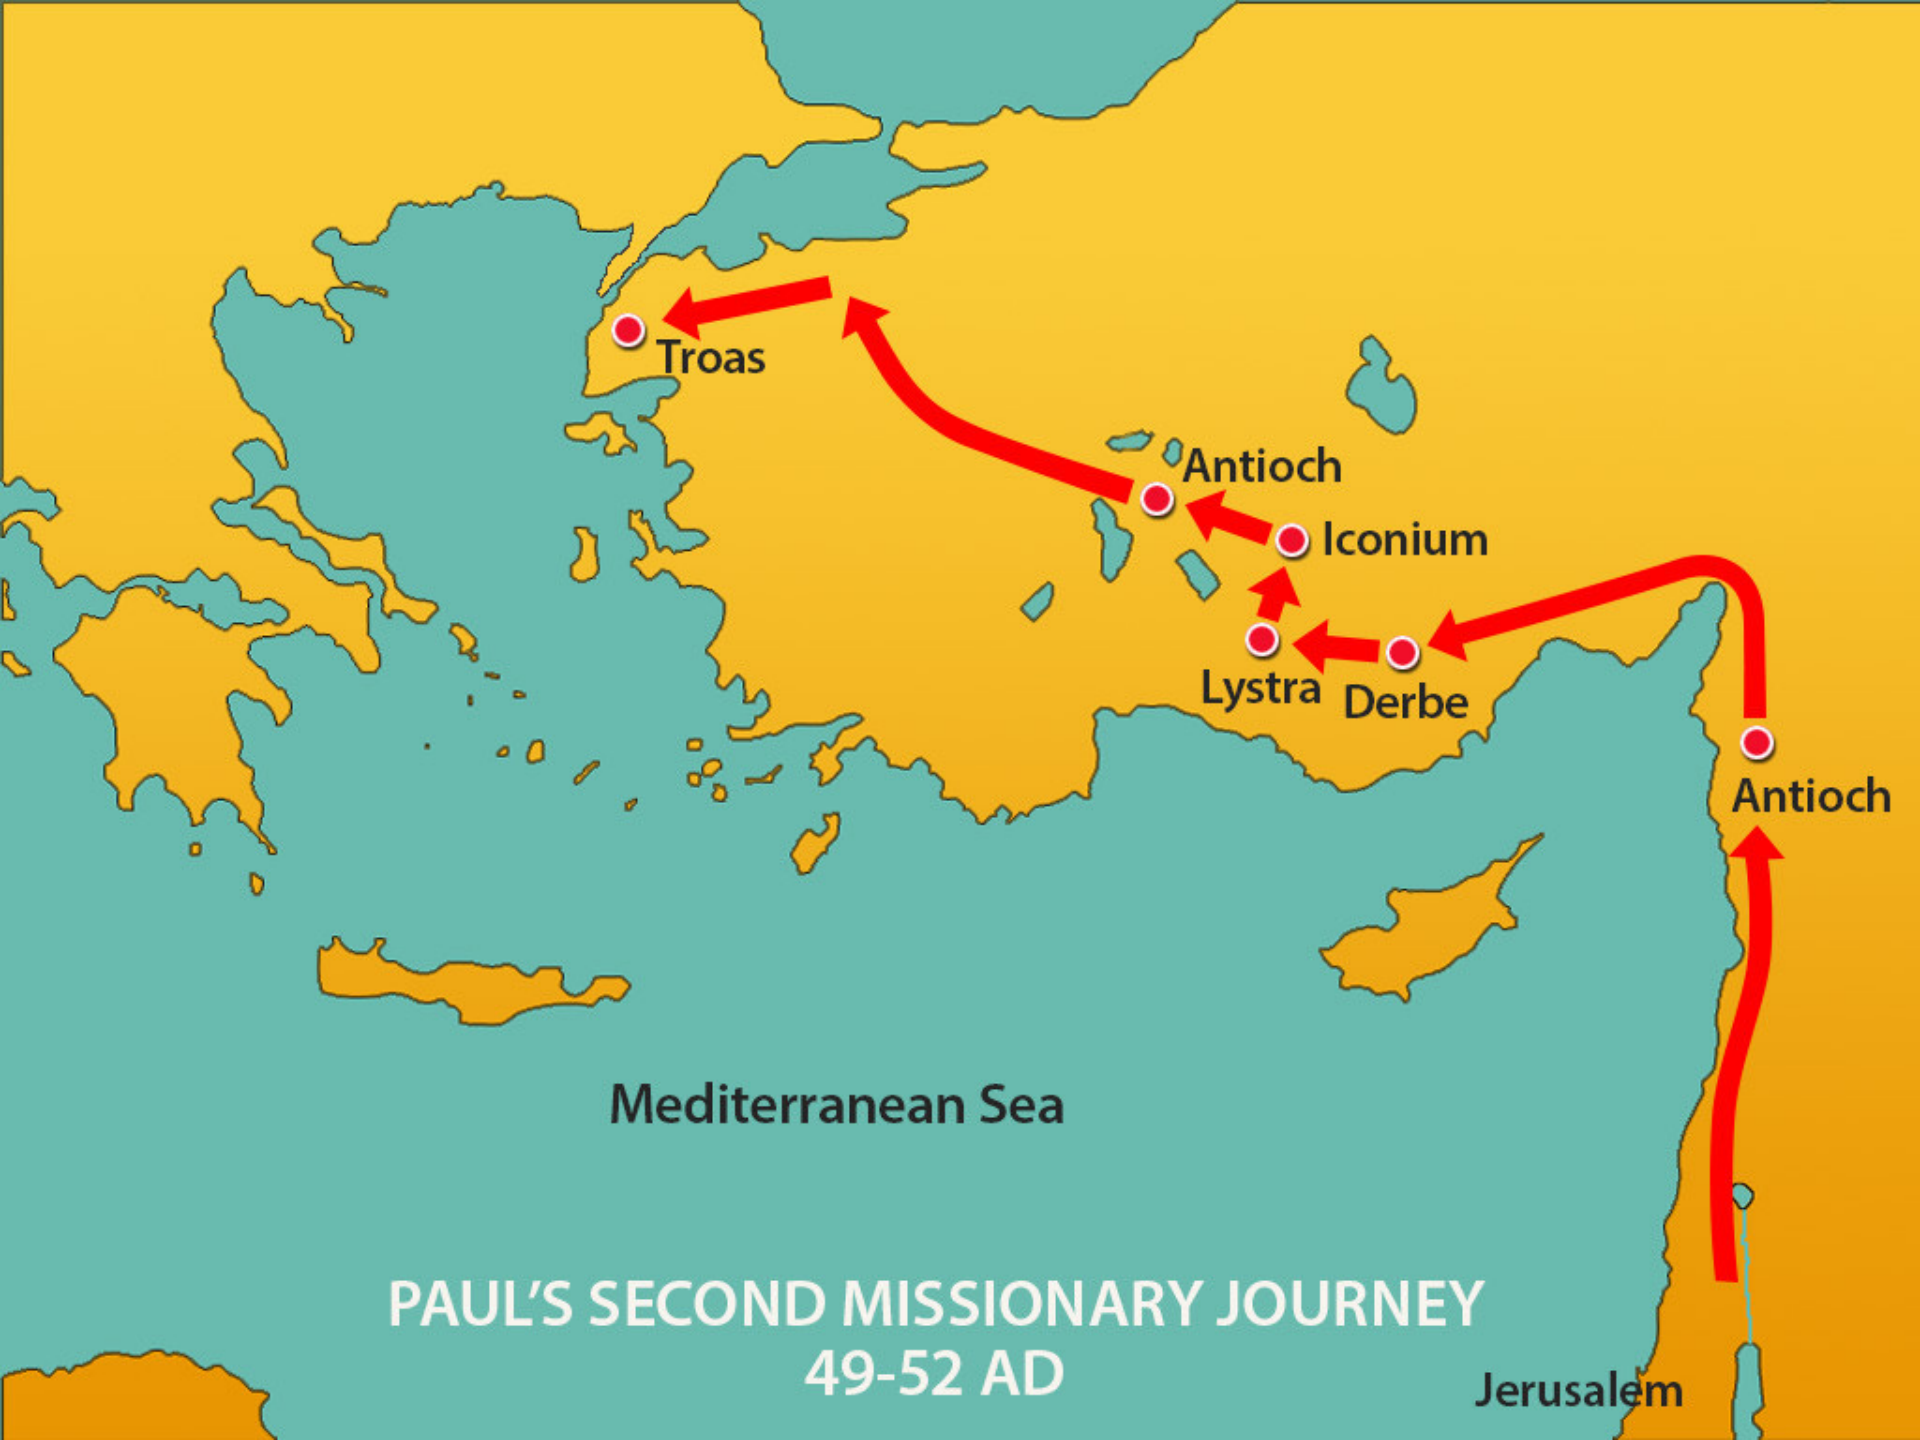 Troas
Antioch
Iconium
Lystra
Derbe
Antioch
Mediterranean Sea
PAUL'S SECOND MISSIONARY JOURNEY
49-52 AD
Jerusalem